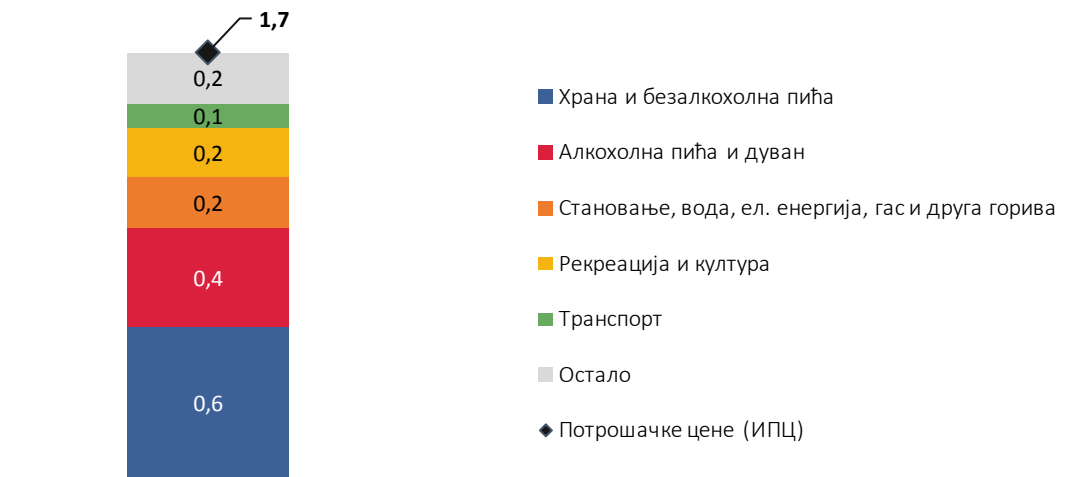 1,7
0,2
0,1
0,2
0,2
0,4
0,6
Храна и безалкохолна пића
Алкохолна пића и дуван
Становање, вода, ел. енергија, гас и друга горива
Рекреација и култура
Транспорт
Остало
Потрошачке цене (ИПЦ)